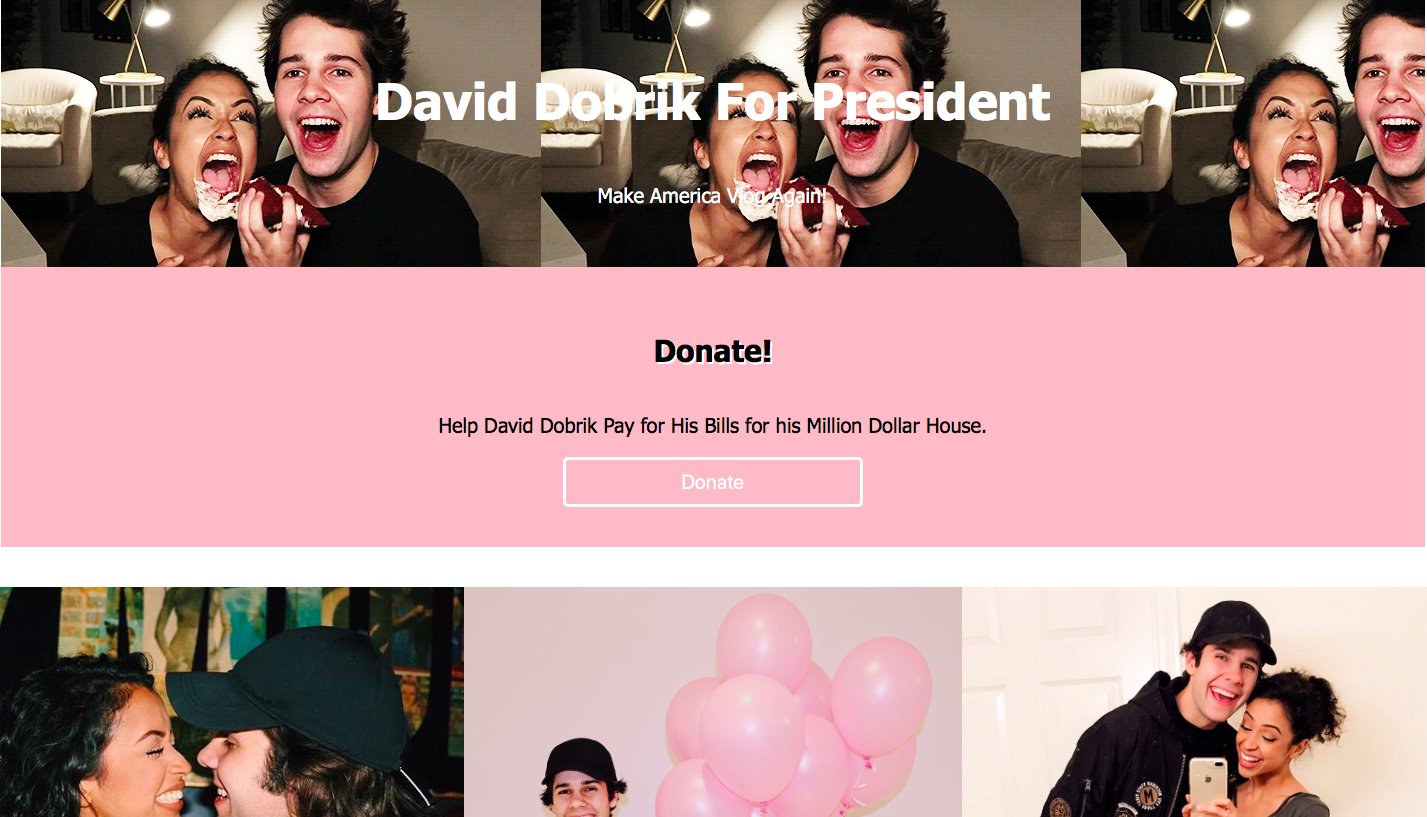 David Dobrik For President
Make America Vlog Again!
Donate!
Help David Dobrik Pay for His Bills for his Million Dollar House.
Donate